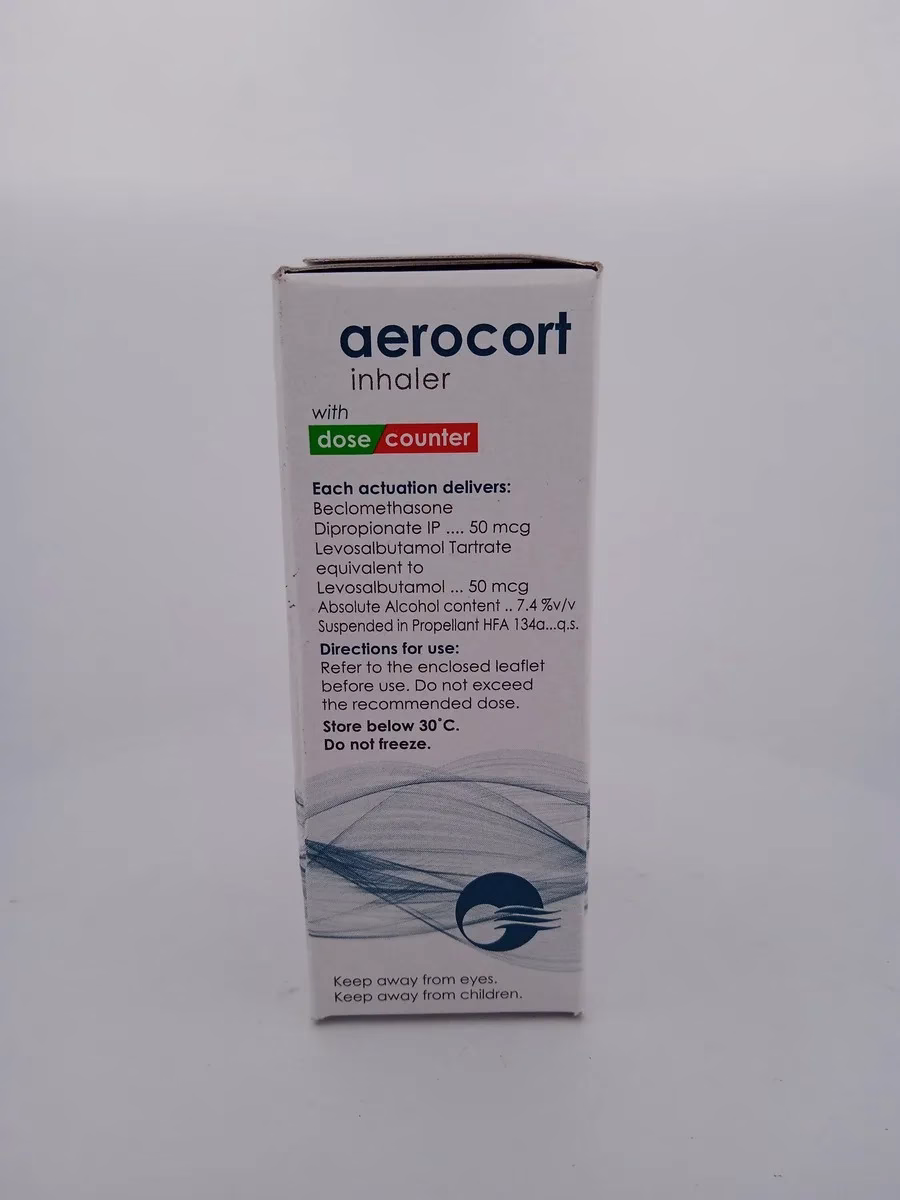 aerocort
inhaler
with
dose counter
Each actuation delivers:
Beclomethasone
Dipropionate IP .... 50 mcg
Levosalbutamol Tartrate
equivalent to
Levosalbutamol ... 50 mcg
Absolute Alcohol content .. 7.4 %v/v
Suspended in Propellant HFA 134a...q.s.
Directions for use:
Refer to the enclosed leaflet
before use. Do not exceed
the recommended dose.
Store below 30°C.
Do not freeze.
Keep away from eyes.
Keep away from children.